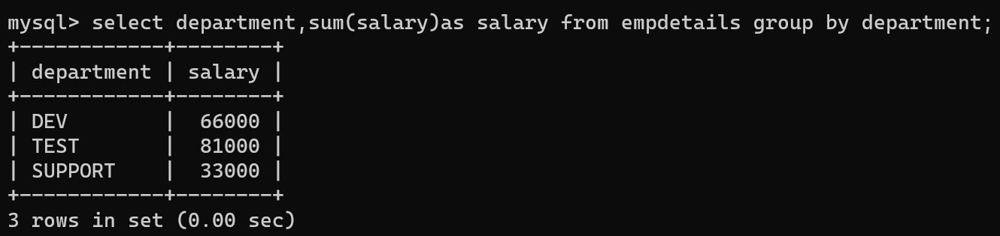 mysql> select department,sum(salary)as salary from empdetails group by department;
+------------+--------+
| department | salary |
+------------+--------+
| DEV        |  66000 |
| TEST       |  81000 |
| SUPPORT    |  33000 |
+------------+--------+
3 rows in set (0.00 sec)